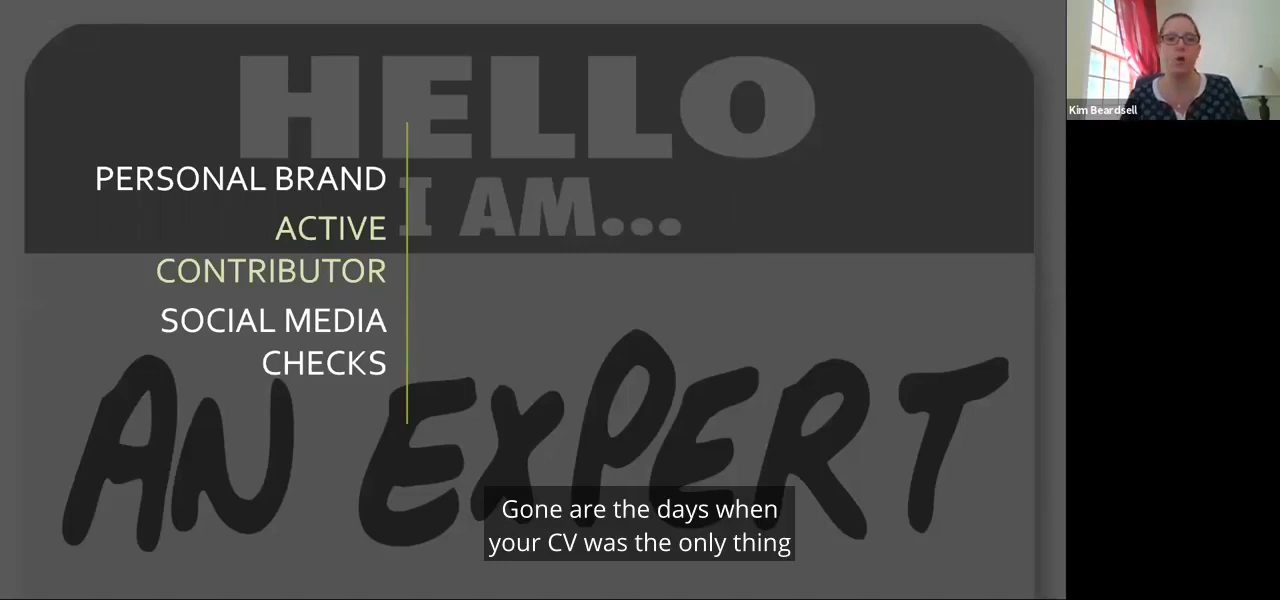 HELLO
I AM...
AN EXPERT
PERSONAL BRAND
ACTIVE
CONTRIBUTOR
SOCIAL MEDIA
CHECKS
Gone are the days when
your CV was the only thing
Kim Beardsell